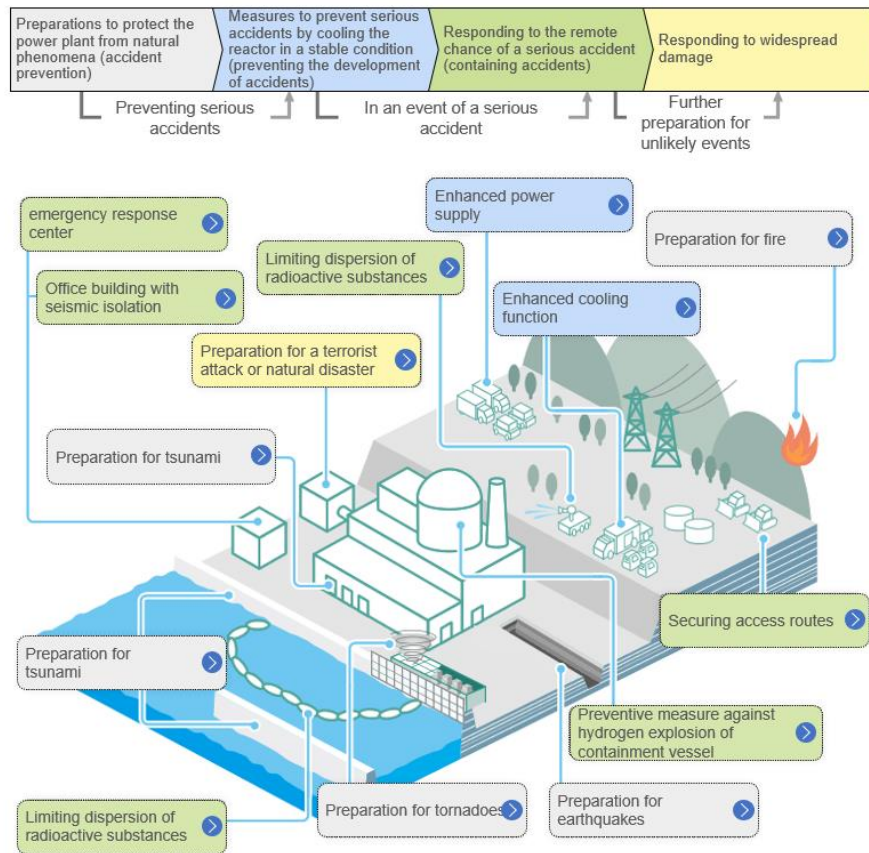 Preparations to protect the
power plant from natural
phenomena (accident
prevention)
Measures to prevent serious
accidents by cooling the
reactor in a stable condition
(preventing the development
of accidents)
Responding to the remote
chance of a serious accident
(containing accidents)
Responding to widespread
damage
Preventing serious
accidents
In an event of a serious
accident
Further
preparation for
unlikely events
emergency response
center
Office building with
seismic isolation
Limiting dispersion of
radioactive substances
Enhanced power
supply
Enhanced cooling
function
Preparation for fire
Preparation for a terrorist
attack or natural disaster
Preparation for tsunami
Securing access routes
Preparation for
tsunami
Preventive measure against
hydrogen explosion of
containment vessel
Limiting dispersion of
radioactive substances
Preparation for tornadoes
Preparation for
earthquakes